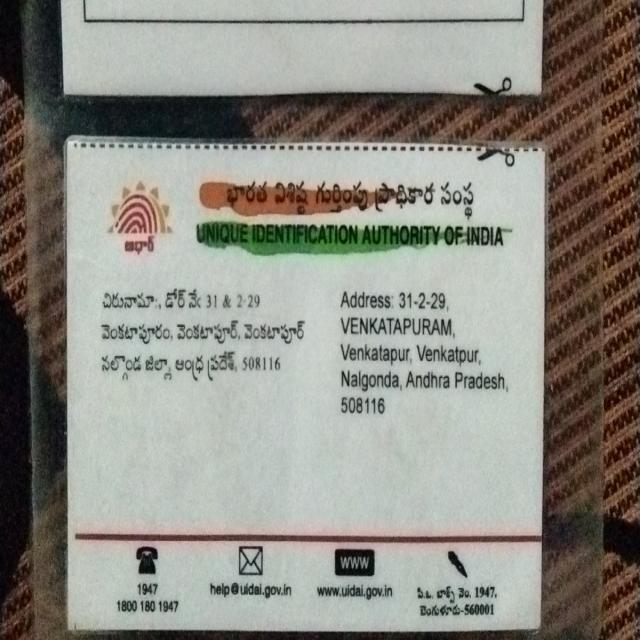 భారత విశిష్ట గుర్తింపు ప్రాధికార సంస్థ
UNIQUE IDENTIFICATION AUTHORITY OF INDIA
ఆధార్
చిరునామా:, డోర్ నే: 31 & 2-29
వెంకటాపురం, వెంకటాపూర్, వెంకటాపూర్
నల్గొండ జిల్లా, ఆంధ్ర ప్రదేశ్, 508116
Address: 31-2-29,
VENKATAPURAM,
Venkatapur, Venkatpur,
Nalgonda, Andhra Pradesh,
508116
1947
1800 180 1947
help@uidai.gov.in
WWW
www.uidai.gov.in
పి.ఒ. బాక్స్ నెం. 1947,
బెంగుళూరు-560001